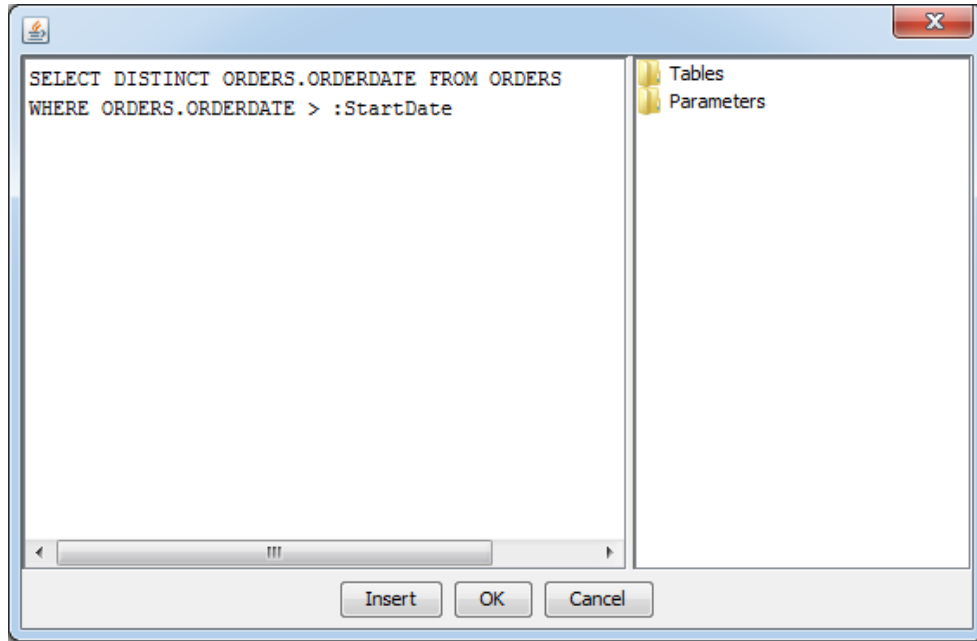 SELECT DISTINCT ORDERS.ORDERDATE FROM ORDERS
WHERE ORDERS.ORDERDATE > :StartDate
Tables
Parameters
Insert
OK
Cancel